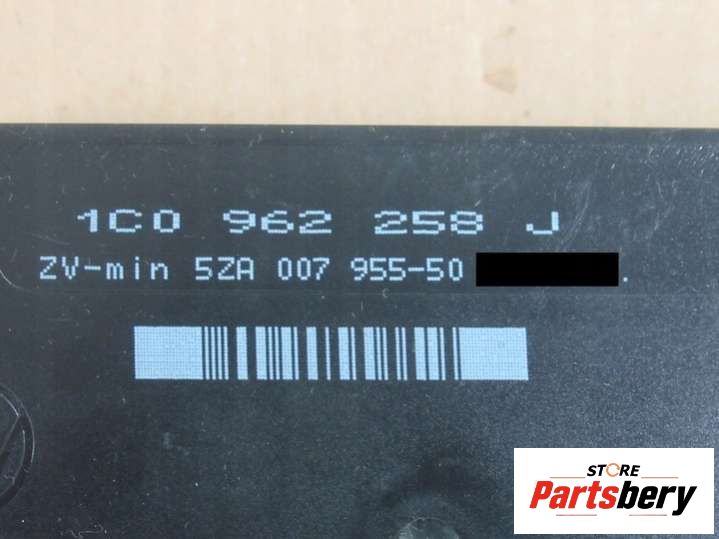 1C0 962 258 J
ZV-min 5ZA 007 955-50 .
STORE
Partsbery